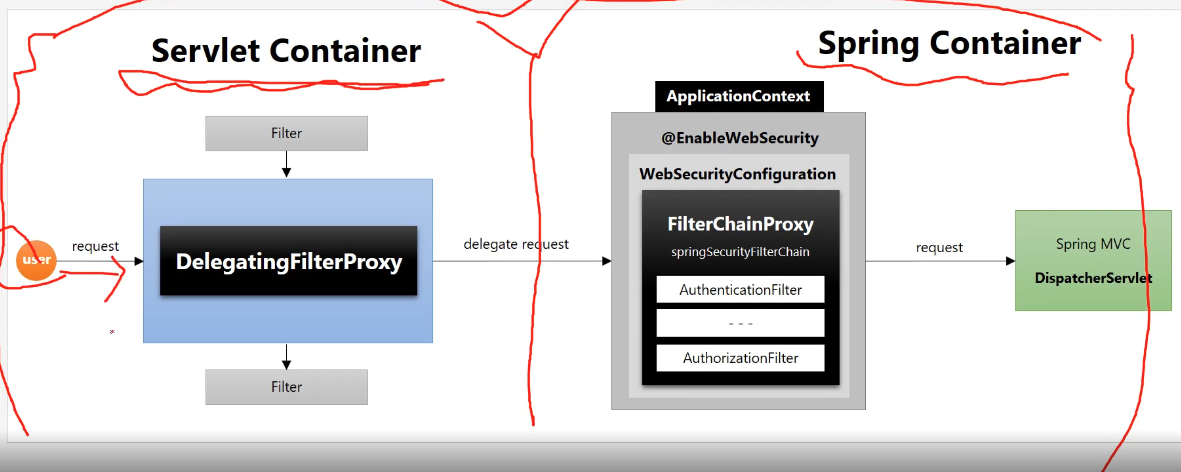 Servlet Container
Spring Container
ApplicationContext
Filter
@EnableWebSecurity
WebSecurityConfiguration
user
request
DelegatingFilterProxy
delegate request
FilterChainProxy
springSecurityFilterChain
AuthenticationFilter
- - -
AuthorizationFilter
request
Spring MVC
DispatcherServlet
Filter